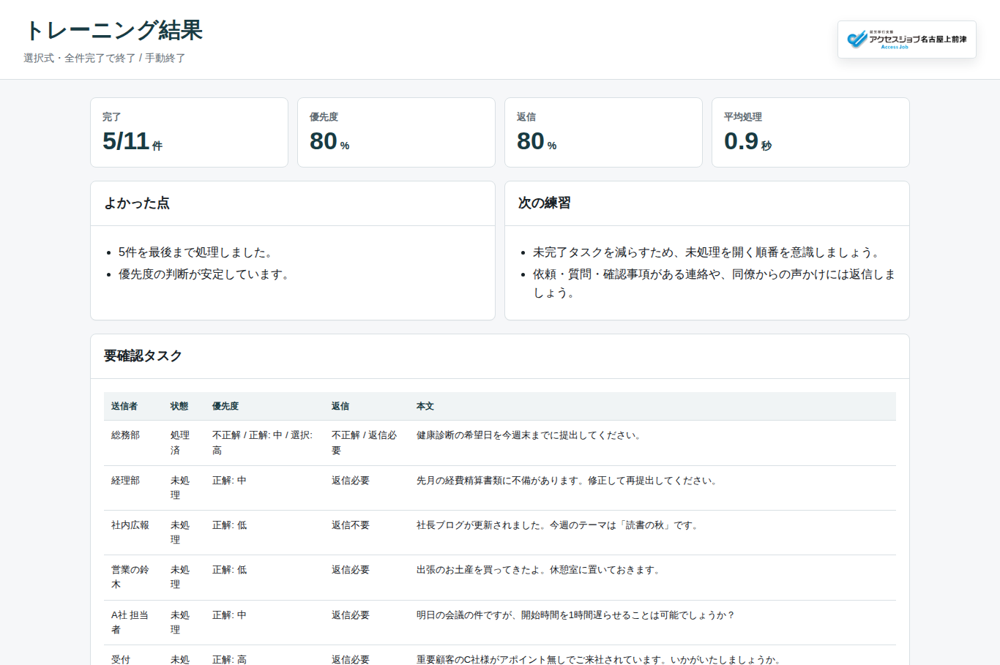 トレーニング結果
選択式・全件完了で終了 / 手動終了
就労移行支援
アクセスジョブ名古屋上前津
Access Job
完了
5/11 件
優先度
80 %
返信
80 %
平均処理
0.9 秒
よかった点
5件を最後まで処理しました。
優先度の判断が安定しています。
次の練習
未完了タスクを減らすため、未処理を開く順番を意識しましょう。
依頼・質問・確認事項がある連絡や、同僚からの声かけには返信しま
しょう。
要確認タスク
送信者 状態 優先度 返信 本文
総務部 処理 不正解 / 正解: 中 / 選択: 不正解 / 返信必 健康診断の希望日を今週末までに提出してください。
済 高 要
経理部 未処 正解: 中 返信必要 先月の経費精算書類に不備があります。修正して再提出してください。
理
社内広報 未処 正解: 低 返信不要 社長ブログが更新されました。今週のテーマは「読書の秋」です。
理
営業の鈴 未処 正解: 低 返信必要 出張のお土産を買ってきたよ。休憩室に置いておきます。
木 理
A社 担当 未処 正解: 中 返信必要 明日の会議の件ですが、開始時間を1時間遅らせることは可能でしょうか？
者 理
受付 未処 正解: 高 返信必要 重要顧客のC社様がアポイント無しでご来社されています。いかがいたしましょうか。